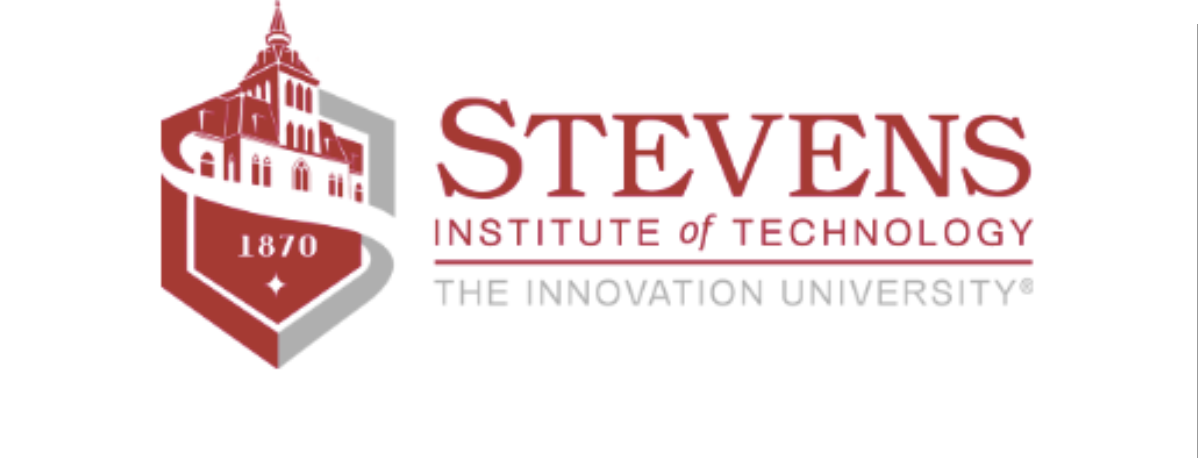 1870
STEVENS
INSTITUTE of TECHNOLOGY
THE INNOVATION UNIVERSITY®